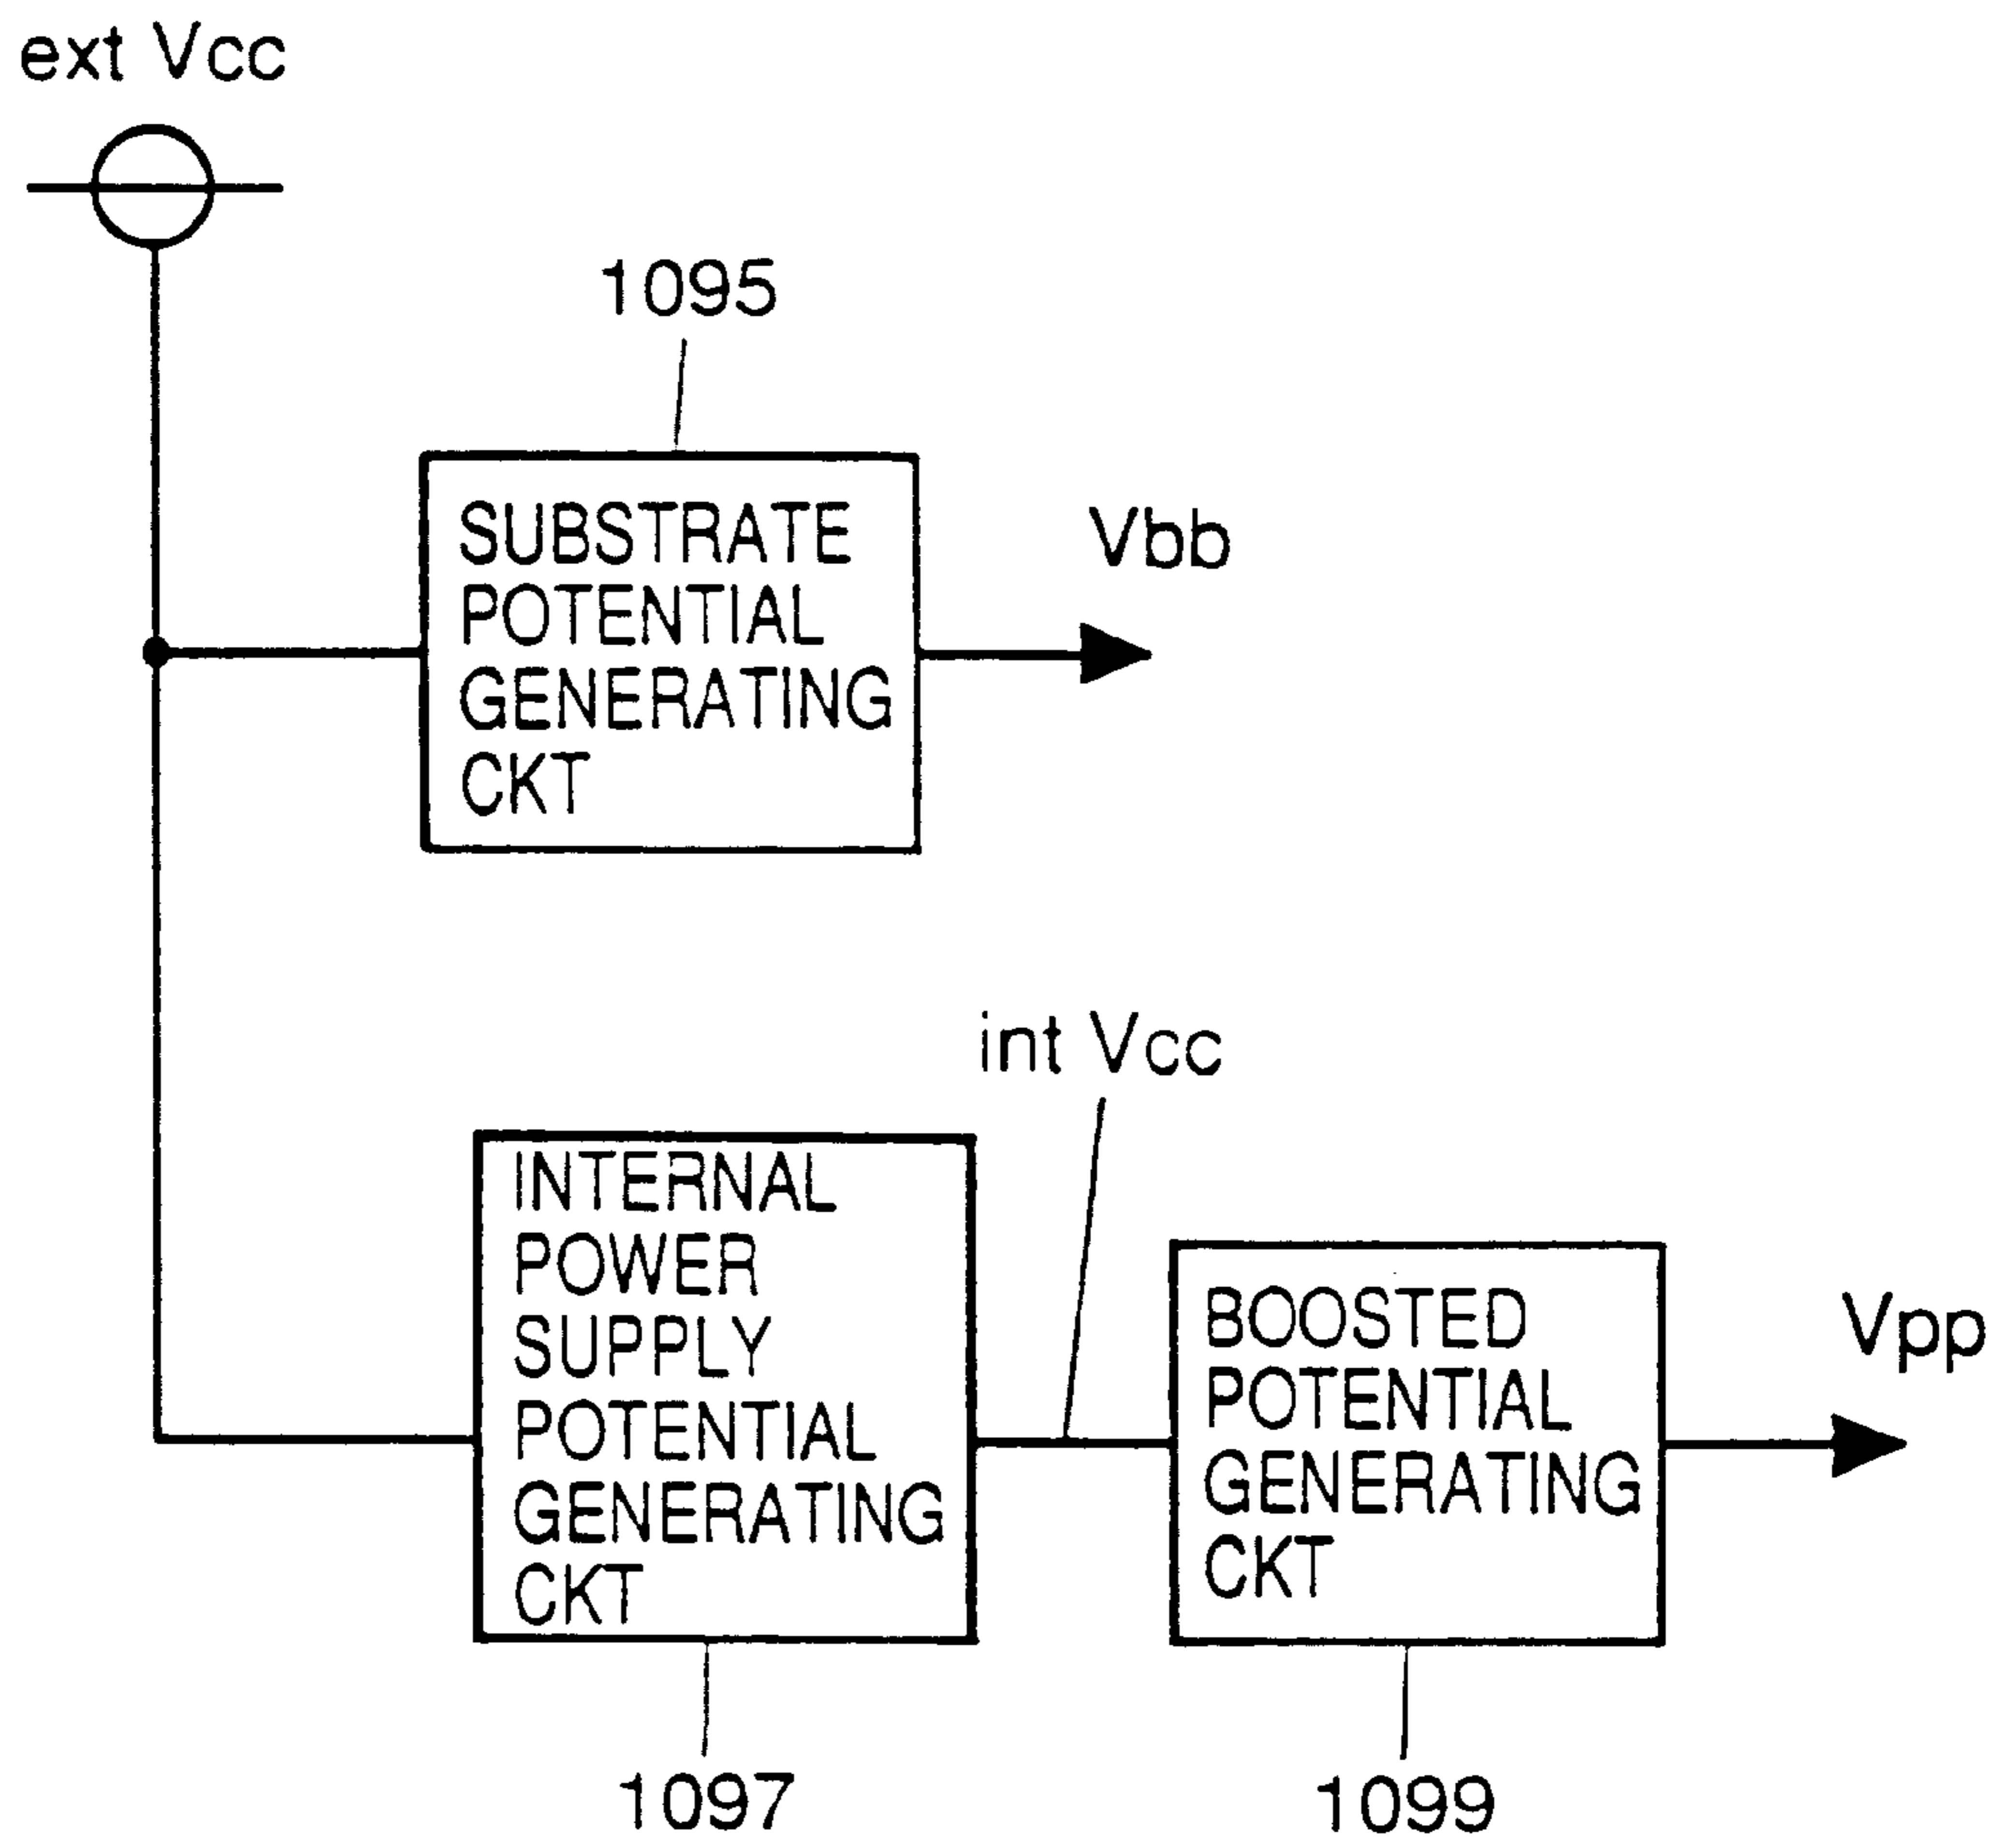 ext Vcc
1095
SUBSTRATE
POTENTIAL
GENERATING
CKT
Vbb
int Vcc
INTERNAL
POWER
SUPPLY
POTENTIAL
GENERATING
CKT
BOOSTED
POTENTIAL
GENERATING
CKT
Vpp
1097
1099